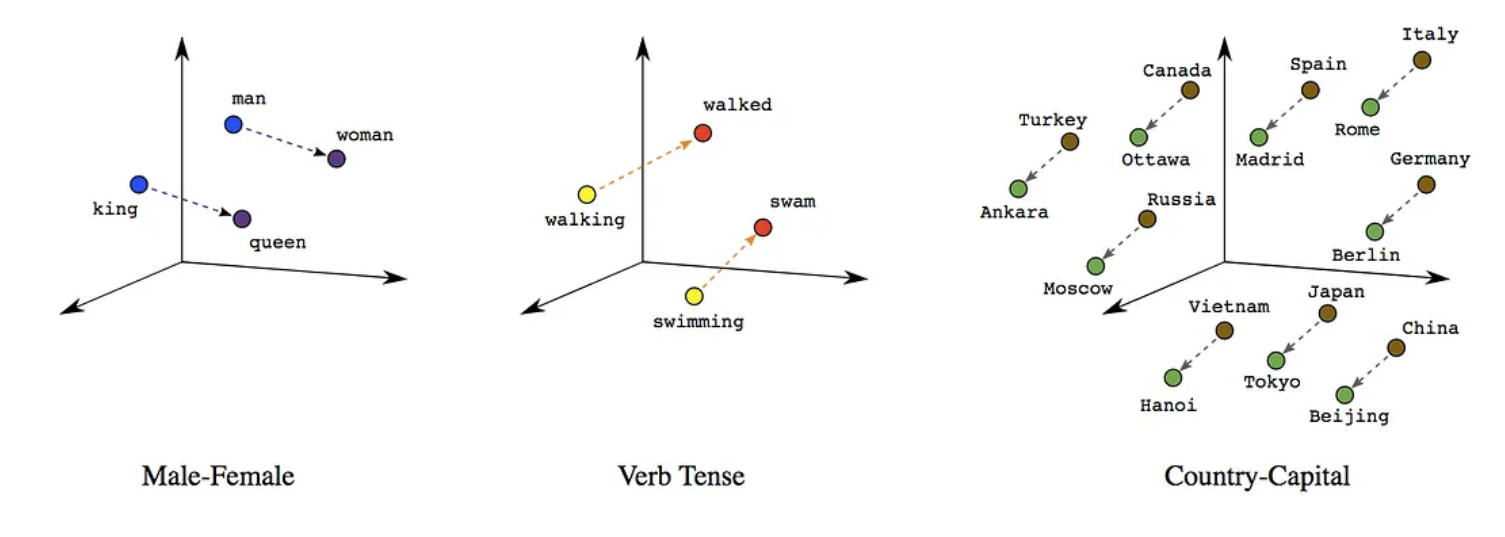 man
woman
king
queen
Male-Female
walked
walking
swam
swimming
Verb Tense
Italy
Canada
Spain
Turkey
Rome
Ottawa
Madrid
Germany
Russia
Ankara
Berlin
Moscow
Japan
Vietnam
China
Tokyo
Hanoi
Beijing
Country-Capital